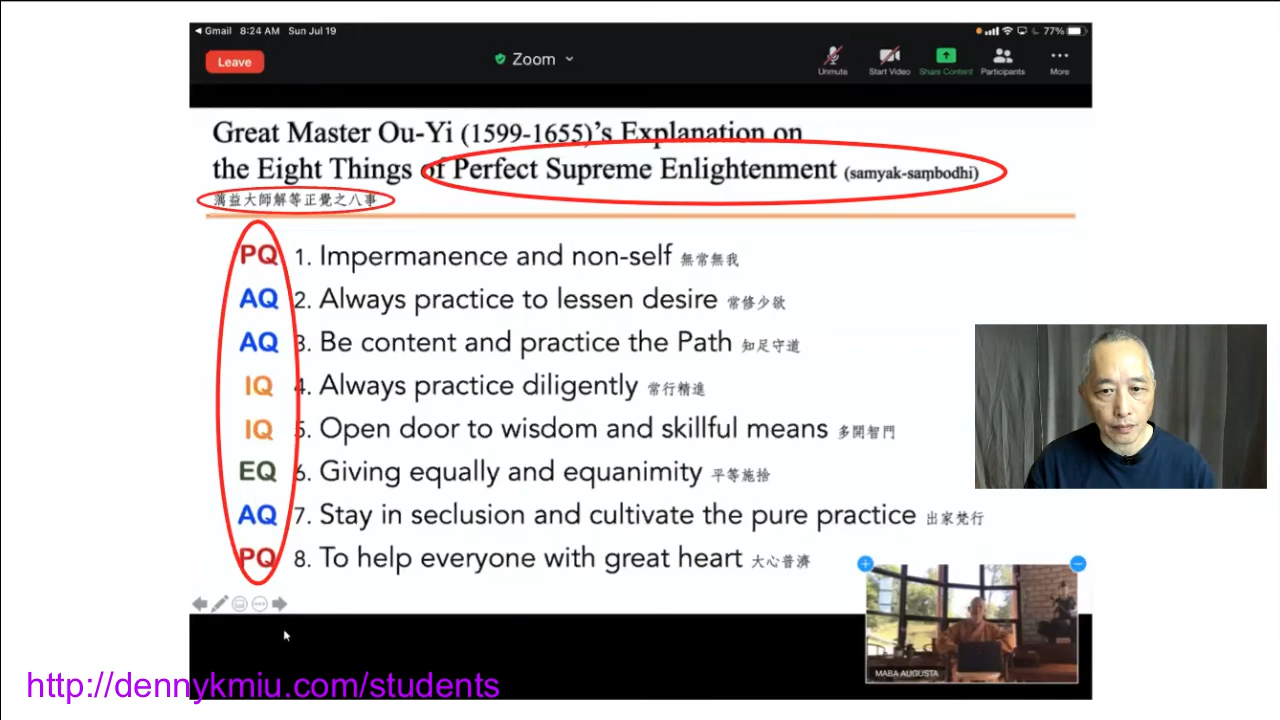 Gmail 8:24 AM Sun Jul 19
77%
Leave
Zoom
Unmute Start Video Share Content Participants More
Great Master Ou-Yi (1599-1655)'s Explanation on
the Eight Things of Perfect Supreme Enlightenment (samyak-saṃbodhi)
蕅益大師解等正覺之八事
PQ 1. Impermanence and non-self 無常無我
AQ 2. Always practice to lessen desire 常修少欲
AQ 3. Be content and practice the Path 知足守道
IQ 4. Always practice diligently 常行精進
IQ 5. Open door to wisdom and skillful means 多開智門
EQ 6. Giving equally and equanimity 平等施捨
AQ 7. Stay in seclusion and cultivate the pure practice 出家梵行
PQ 8. To help everyone with great heart 大心普濟
MABA AUGUSTA
http://dennykmiu.com/students